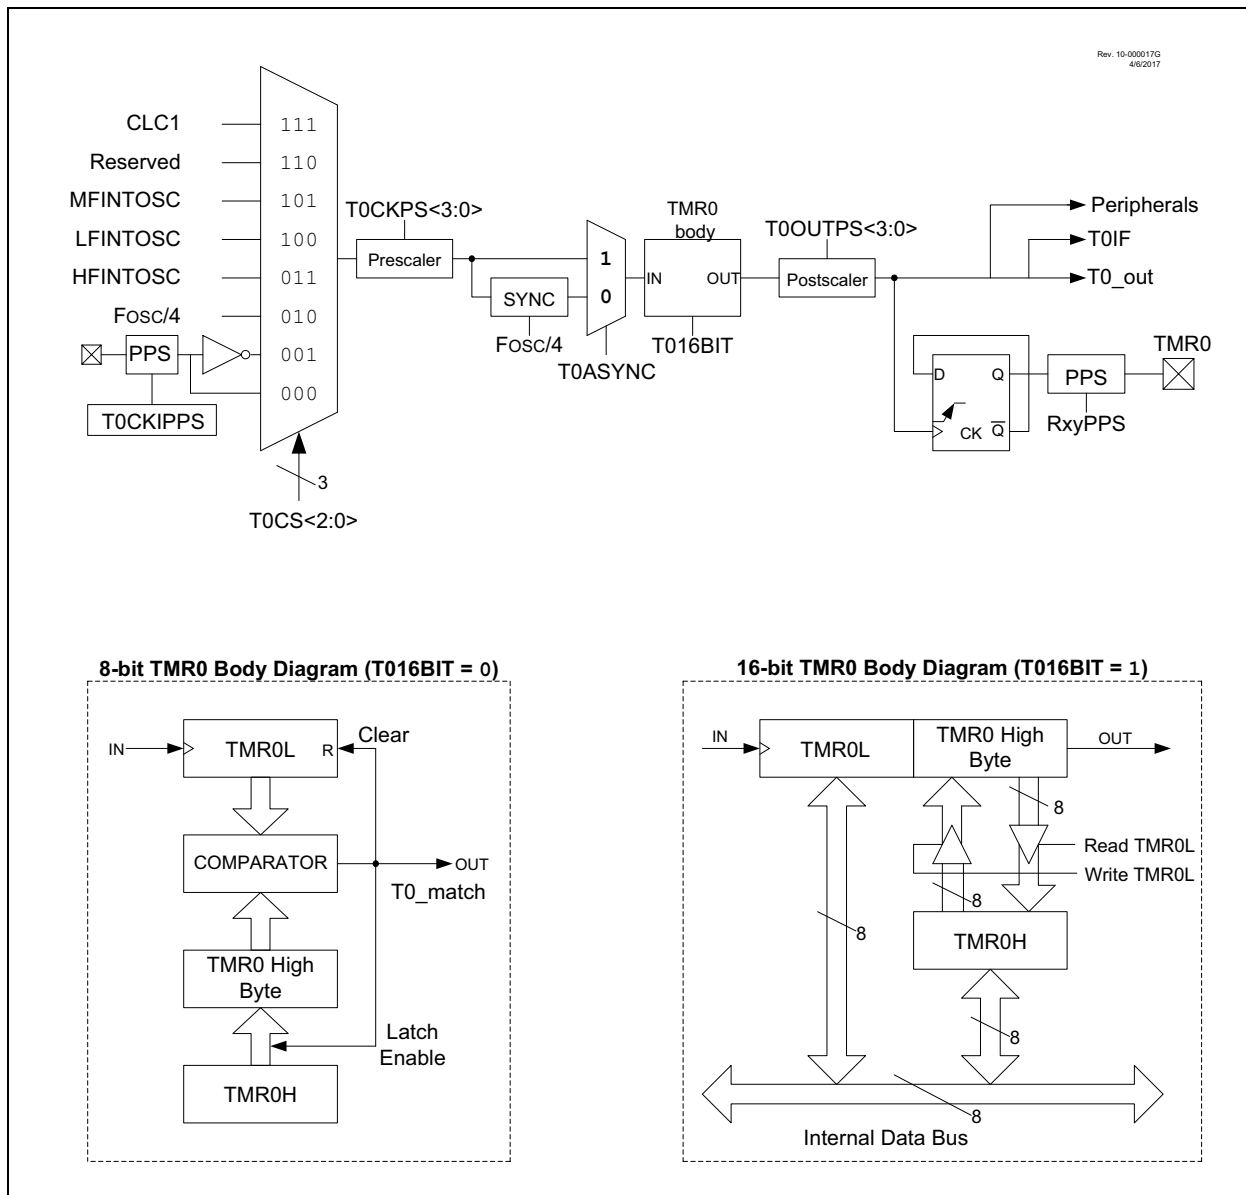 Rev. 10-000017G
4/6/2017
CLC1
111
Reserved
110
MFINTOSC
101
LFINTOSC
100
HFINTOSC
011
FOSC/4
010
PPS
001
000
T0CKIPPS
3
T0CS<2:0>
T0CKPS<3:0>
Prescaler
SYNC
FOSC/4
1
0
T0ASYNC
TMR0
body
IN
OUT
T016BIT
T0OUTPS<3:0>
Postscaler
Peripherals
T0IF
T0_out
D
Q
CK
Q
PPS
RxyPPS
TMR0
8-bit TMR0 Body Diagram (T016BIT = 0)
IN
TMR0L
R
Clear
COMPARATOR
OUT
T0_match
TMR0 High
Byte
Latch
Enable
TMR0H
16-bit TMR0 Body Diagram (T016BIT = 1)
IN
TMR0L
TMR0 High
Byte
OUT
8
Read TMR0L
Write TMR0L
8
8
TMR0H
8
8
Internal Data Bus